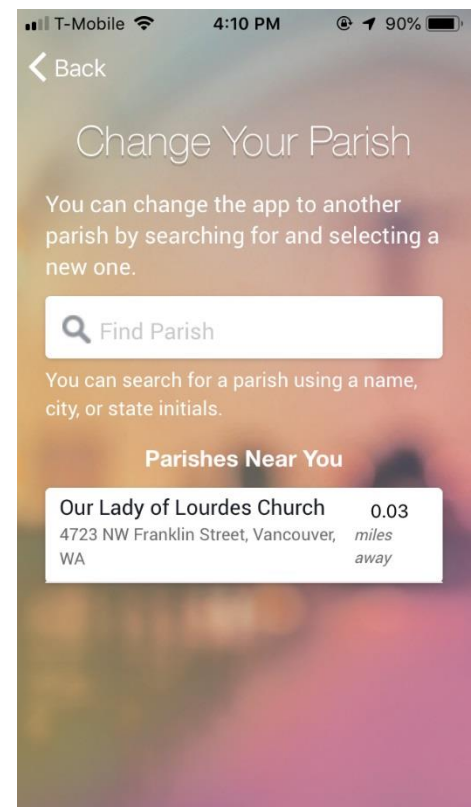 T-Mobile 4:10 PM 90%
Back
Change Your Parish
You can change the app to another
parish by searching for and selecting a
new one.
Find Parish
You can search for a parish using a name,
city, or state initials.
Parishes Near You
Our Lady of Lourdes Church 0.03
4723 NW Franklin Street, Vancouver, miles
WA away